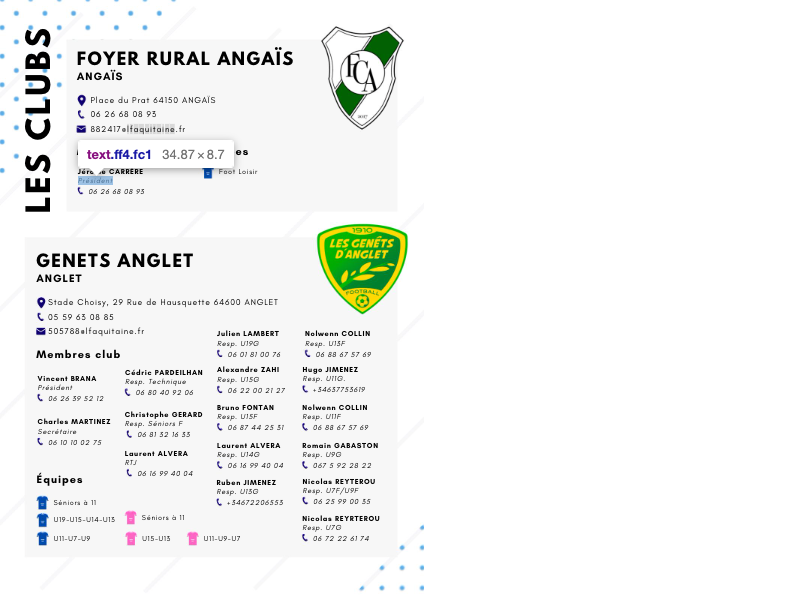 LES CLUBS
FOYER RURAL ANGAÏS
ANGAÏS
Place du Prat 64150 ANGAÏS
06 26 68 08 93
882417@lfaquitaine.fr
text.ff4.fc1 34.87 × 8.7
es
Jérôme CARRERE
Président
06 26 68 08 93
Foot Loisir
FCA
GENETS ANGLET
ANGLET
1910
LES GENÊTS
D'ANGLET
FOOTBALL
Stade Choisy, 29 Rue de Hausquette 64600 ANGLET
05 59 63 08 85
505788@lfaquitaine.fr
Membres club
Vincent BRANA
Président
06 26 39 52 12
Charles MARTINEZ
Secrétaire
06 10 10 02 75
Cédric PARDEILHAN
Resp. Technique
06 80 40 92 06
Christophe GERARD
Resp. Séniors F
06 81 32 16 33
Laurent ALVERA
RTJ
06 16 99 40 04
Julien LAMBERT
Resp. U19G
06 01 81 00 76
Alexandre ZAHI
Resp. U15G
06 22 00 21 27
Bruno FONTAN
Resp. U15F
06 87 44 25 31
Laurent ALVERA
Resp. U14G
06 16 99 40 04
Ruben JIMENEZ
Resp. U13G
+34672206553
Nolwenn COLLIN
Resp. U13F
06 88 67 57 69
Hugo JIMENEZ
Resp. U11G.
+34637753619
Nolwenn COLLIN
Resp. U11F
06 88 67 57 69
Romain GABASTON
Resp. U9G
067 5 92 28 22
Nicolas REYTEROU
Resp. U7F/U9F
06 25 99 00 35
Nicolas REYRTEROU
Resp. U7G
06 72 22 61 74
Équipes
Séniors à 11
U19-U15-U14-U13
U11-U7-U9
Séniors à 11
U15-U13
U11-U9-U7